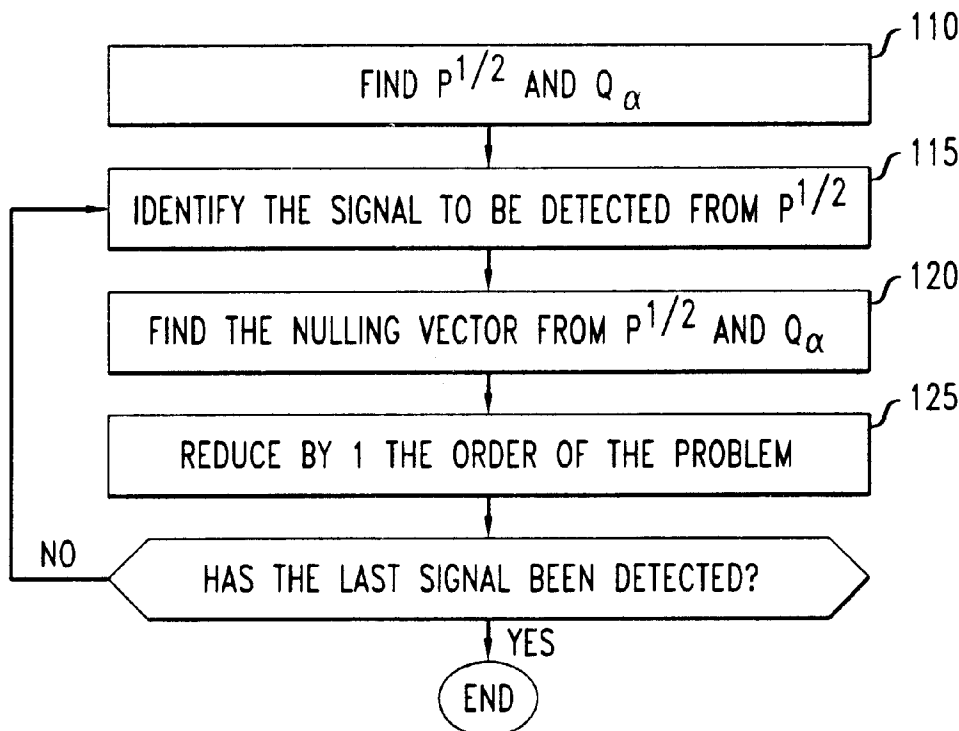 110
FIND P^1/2 AND Q_α
115
IDENTIFY THE SIGNAL TO BE DETECTED FROM P^1/2
120
FIND THE NULLING VECTOR FROM P^1/2 AND Q_α
125
REDUCE BY 1 THE ORDER OF THE PROBLEM
NO
HAS THE LAST SIGNAL BEEN DETECTED?
YES
END